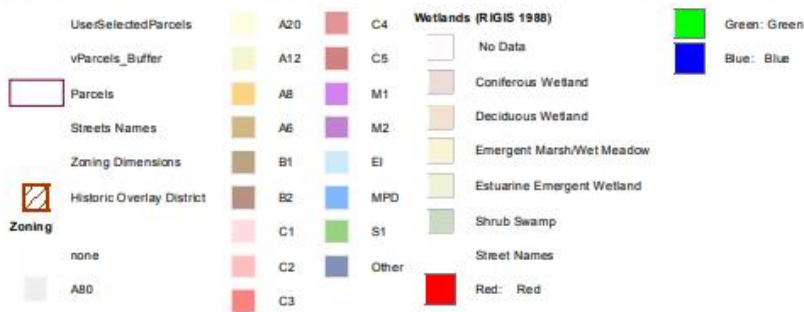 UserSelectedParcels
vParcels_Buffer
Parcels
Streets Names
Zoning Dimensions
Historic Overlay District
Zoning
none
A80
A20
A12
A8
A6
B1
B2
C1
C2
C3
C4
C5
M1
M2
EI
MPD
S1
Other
Wetlands (RIGIS 1988)
No Data
Coniferous Wetland
Deciduous Wetland
Emergent Marsh/Wet Meadow
Estuarine Emergent Wetland
Shrub Swamp
Street Names
Red: Red
Green: Green
Blue: Blue